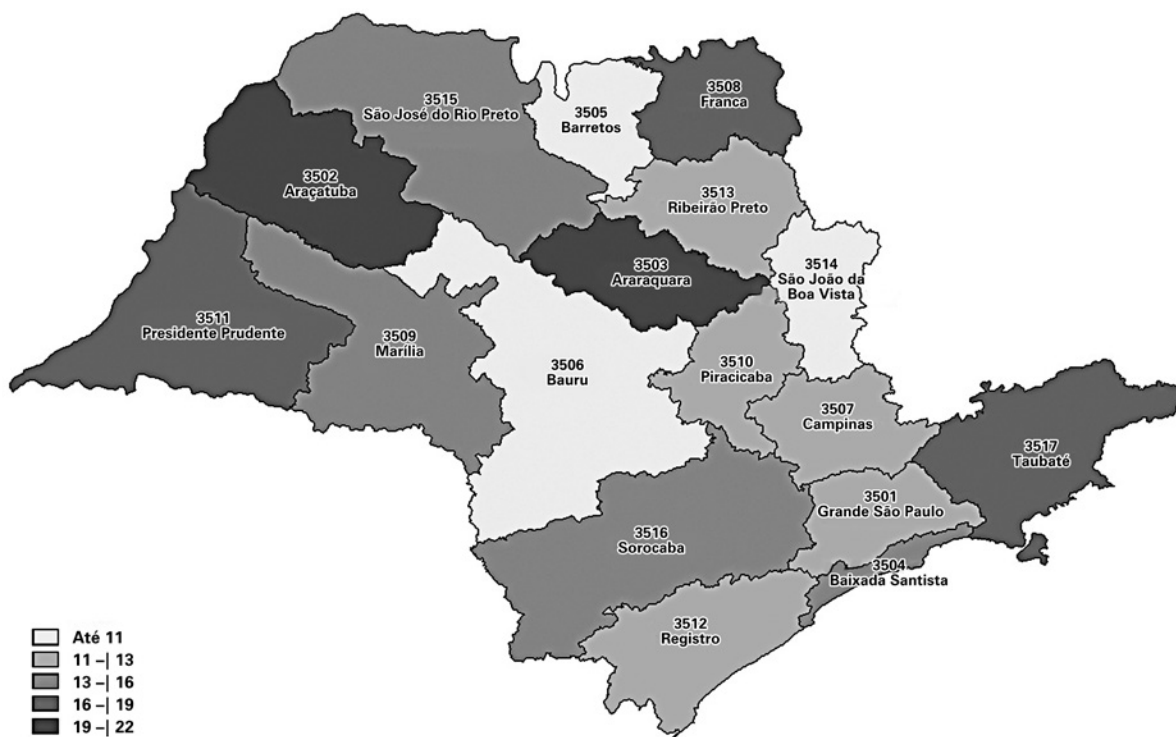 3515
São José do Rio Preto
3505
Barretos
3508
Franca
3502
Araçatuba
3513
Ribeirão Preto
3503
Araraquara
3514
São João da
Boa Vista
3511
Presidente Prudente
3509
Marília
3506
Bauru
3510
Piracicaba
3507
Campinas
3517
Taubaté
3501
Grande São Paulo
3516
Sorocaba
3504
Baixada Santista
3512
Registro
Até 11
11 –| 13
13 –| 16
16 –| 19
19 –| 22